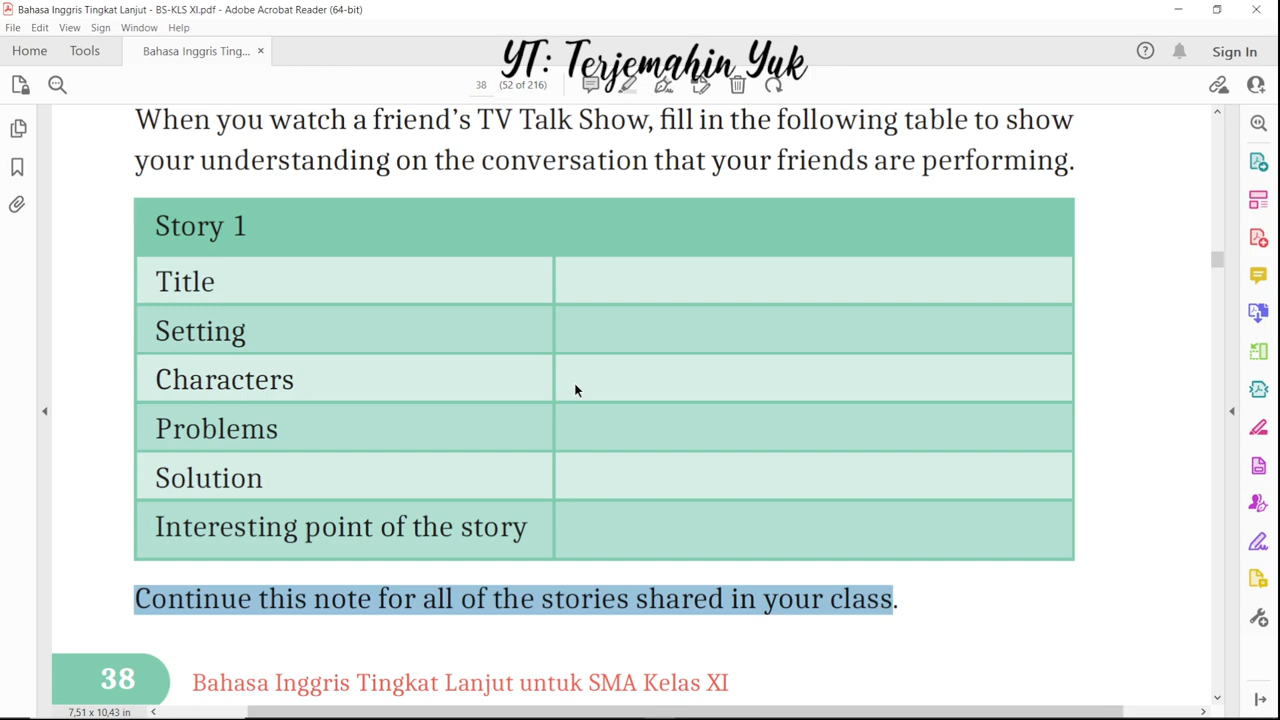 Bahasa Inggris Tingkat Lanjut - BS-KLS XI.pdf - Adobe Acrobat Reader (64-bit)
File Edit View Sign Window Help
Home Tools Bahasa Inggris Ting... × Sign In
YT: Terjemahin Yuk
38 (52 of 216)
When you watch a friend's TV Talk Show, fill in the following table to show
your understanding on the conversation that your friends are performing.
Story 1
Title
Setting
Characters
Problems
Solution
Interesting point of the story
Continue this note for all of the stories shared in your class.
38 Bahasa Inggris Tingkat Lanjut untuk SMA Kelas XI
7,51 x 10,43 in